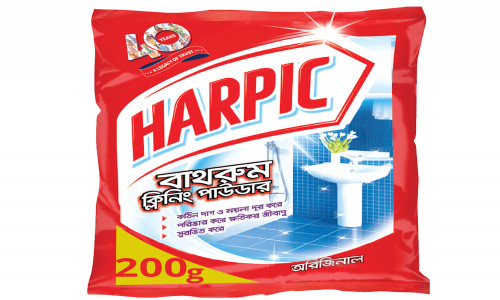 40
YEARS
A LEGACY OF TRUST
HARPIC
বাথরুম
ক্লিনিং পাউডার
কঠিন দাগ ও ময়লা দূর করে
পরিষ্কার করে ক্ষতিকর জীবাণু
সুরভিত করে
200g
অরিজিনাল